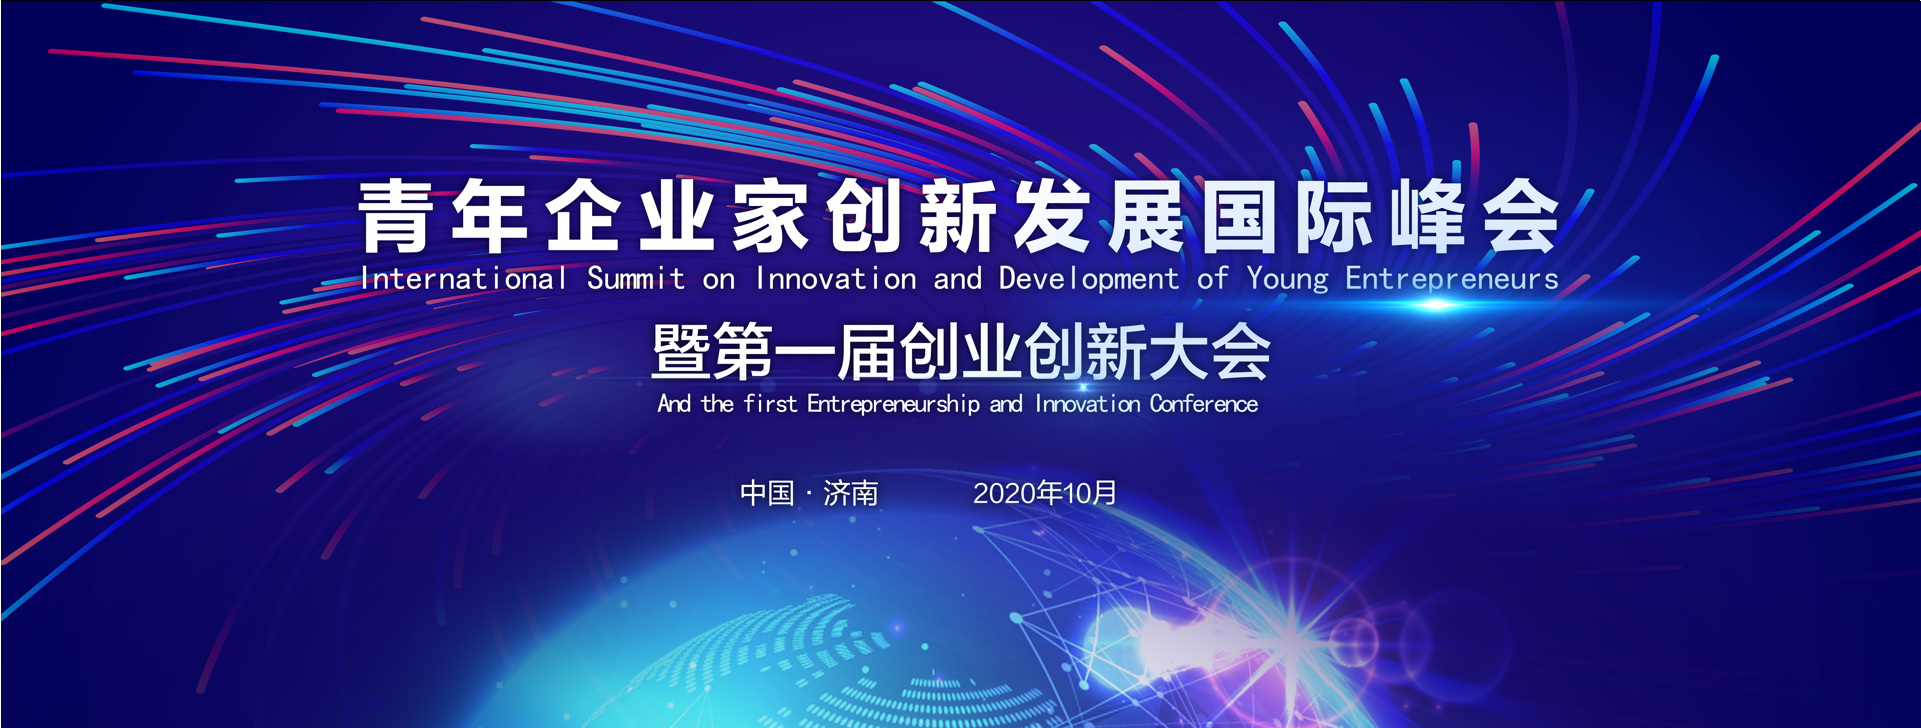 青年企业家创新发展国际峰会
International Summit on Innovation and Development of Young Entrepreneurs
暨第一届创业创新大会
And the first Entrepreneurship and Innovation Conference
中国·济南 2020年10月